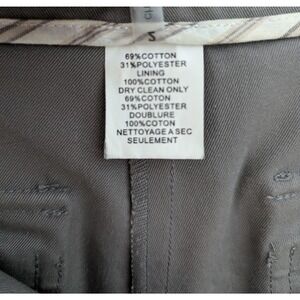 2
69%COTTON
31%POLYESTER
LINING
100%COTTON
DRY CLEAN ONLY
69%COTON
31%POLYESTER
DOUBLURE
100%COTON
NETTOYAGE A SEC
SEULEMENT